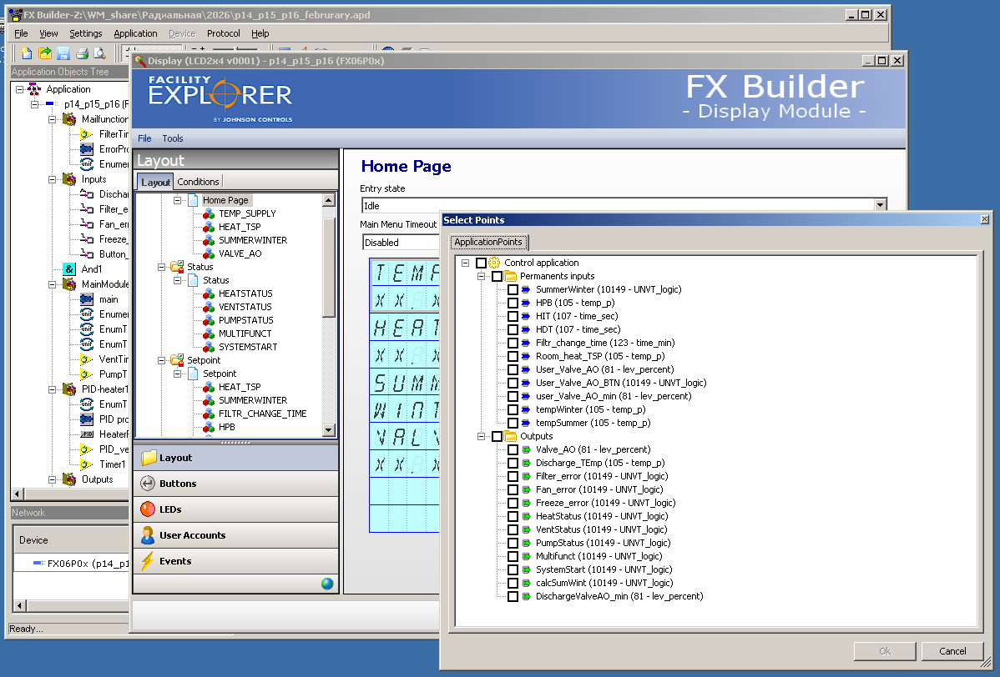 FX Builder-2:\WM_share\Радиальная\2026\p14_p15_p16_februrary.apd
File View Settings Application Device Protocol Help
Application Objects Tree
Application
p14_p15_p16 (F
Mailfunction
FilterTin
ErrorPro
Enumer
Inputs
Dischar
Filter_e
Fan_err
Freeze_
Button_
And1
MainModule
main
Enumer
EnumT
EnumT
VentTin
PumpT
PID-heater1
EnumT
PID pro
HeaterP
PID_ve
Timer1
Outputs
Network
Device
FX06P0x (p14_p1
Ready...
Display (LCD2x4 v0001) - p14_p15_p16 (FX06P0x)
FACILITY
EXPLORER
BY JOHNSON CONTROLS
FX Builder
- Display Module -
File Tools
Layout
Layout Conditions
Home Page
TEMP_SUPPLY
HEAT_TSP
SUMMERWINTER
VALVE_AO
Status
Status
HEATSTATUS
VENTSTATUS
PUMPSTATUS
MULTIFUNCT
SYSTEMSTART
Setpoint
Setpoint
HEAT_TSP
SUMMERWINTER
FILTR_CHANGE_TIME
HPB
Layout
Buttons
LEDs
User Accounts
Events
Home Page
Entry state
Idle
Main Menu Timeout
Disabled
TEMP
XX.X
HEAT
XX.X
SUMM
WINT
VALV
XX.X
Select Points
ApplicationPoints
Control application
Permanents inputs
SummerWinter (10149 - UNVT_logic)
HPB (105 - temp_p)
HIT (107 - time_sec)
HDT (107 - time_sec)
Filtr_change_time (123 - time_min)
Room_heat_TSP (105 - temp_p)
User_Valve_AO (81 - lev_percent)
User_Valve_AO_BTN (10149 - UNVT_logic)
user_Valve_AO_min (81 - lev_percent)
tempWinter (105 - temp_p)
tempSummer (105 - temp_p)
Outputs
Valve_AO (81 - lev_percent)
Discharge_TEmp (105 - temp_p)
Filter_error (10149 - UNVT_logic)
Fan_error (10149 - UNVT_logic)
Freeze_error (10149 - UNVT_logic)
HeatStatus (10149 - UNVT_logic)
VentStatus (10149 - UNVT_logic)
PumpStatus (10149 - UNVT_logic)
Multifunct (10149 - UNVT_logic)
SystemStart (10149 - UNVT_logic)
calcSumWint (10149 - UNVT_logic)
DischargeValveAO_min (81 - lev_percent)
Ok Cancel